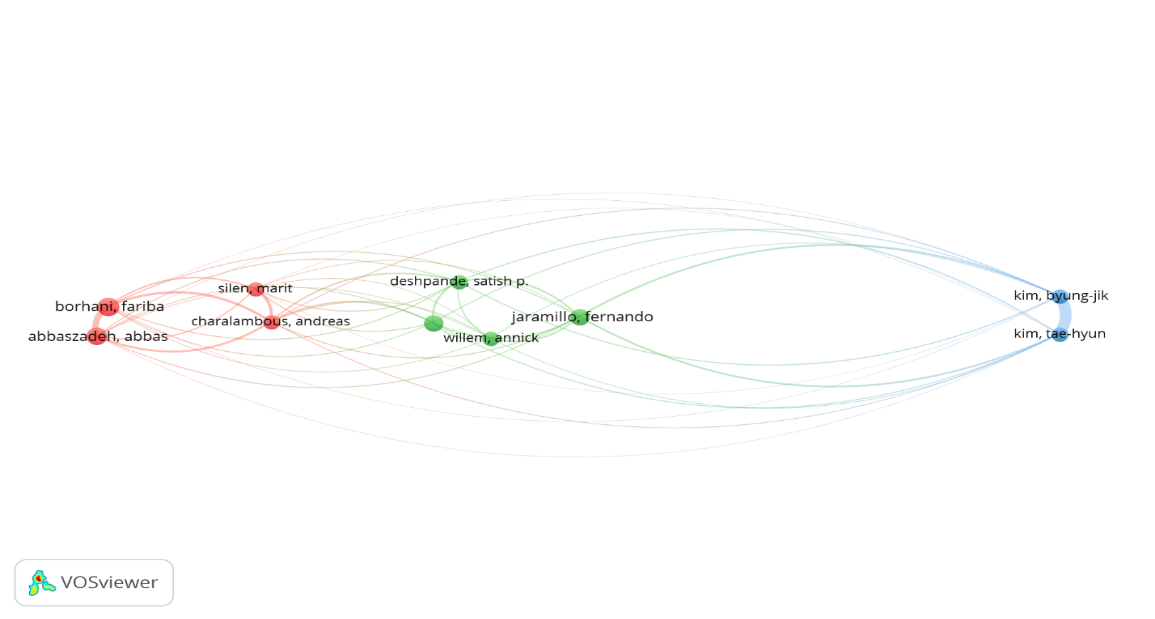 deshpande, satish p.
silen, marit
kim, byung-jik
borhani, fariba
jaramillo, fernando
charalambous, andreas
kim, tae-hyun
abbaszadeh, abbas
willem, annick
VOSviewer